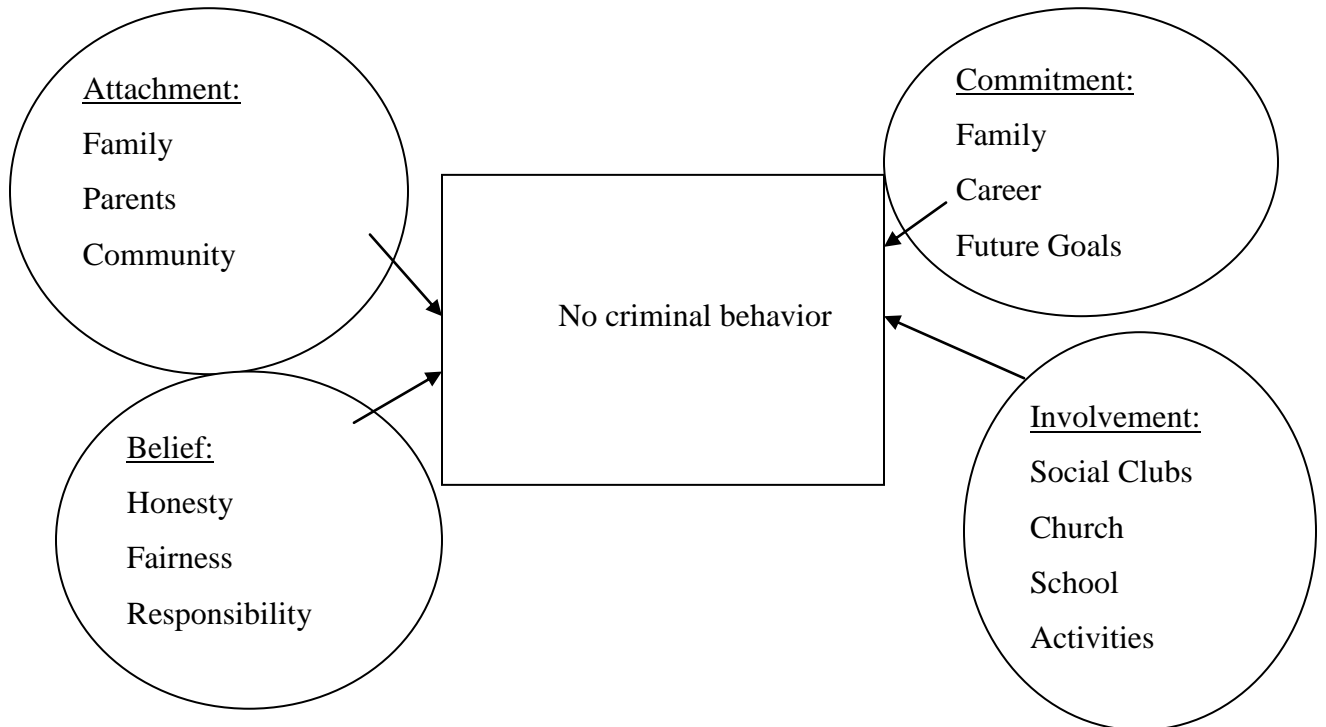 Attachment:
Family
Parents
Community
Commitment:
Family
Career
Future Goals
No criminal behavior
Belief:
Honesty
Fairness
Responsibility
Involvement:
Social Clubs
Church
School
Activities